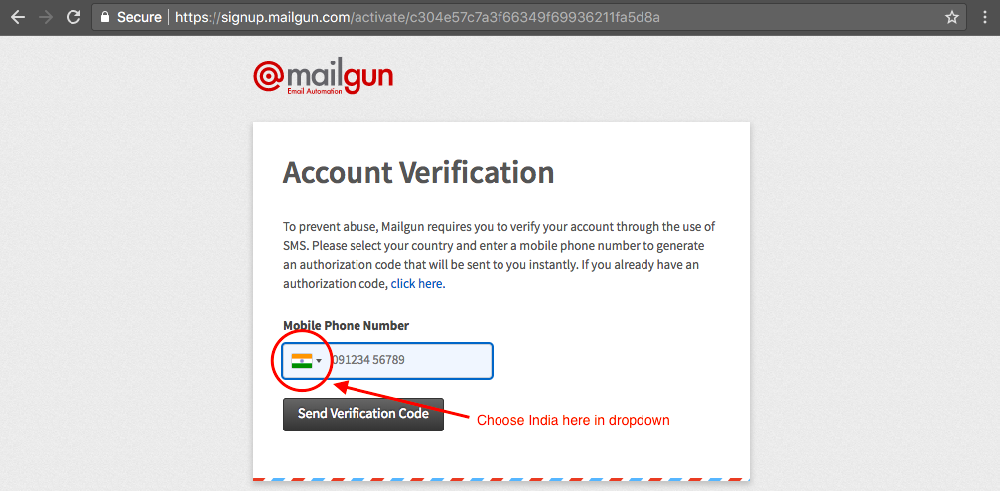 Secure | https://signup.mailgun.com/activate/c304e57c7a3f66349f69936211fa5d8a
@mailgun
Email Automation
Account Verification
To prevent abuse, Mailgun requires you to verify your account through the use of
SMS. Please select your country and enter a mobile phone number to generate
an authorization code that will be sent to you instantly. If you already have an
authorization code, click here.
Mobile Phone Number
091234 56789
Send Verification Code
Choose India here in dropdown